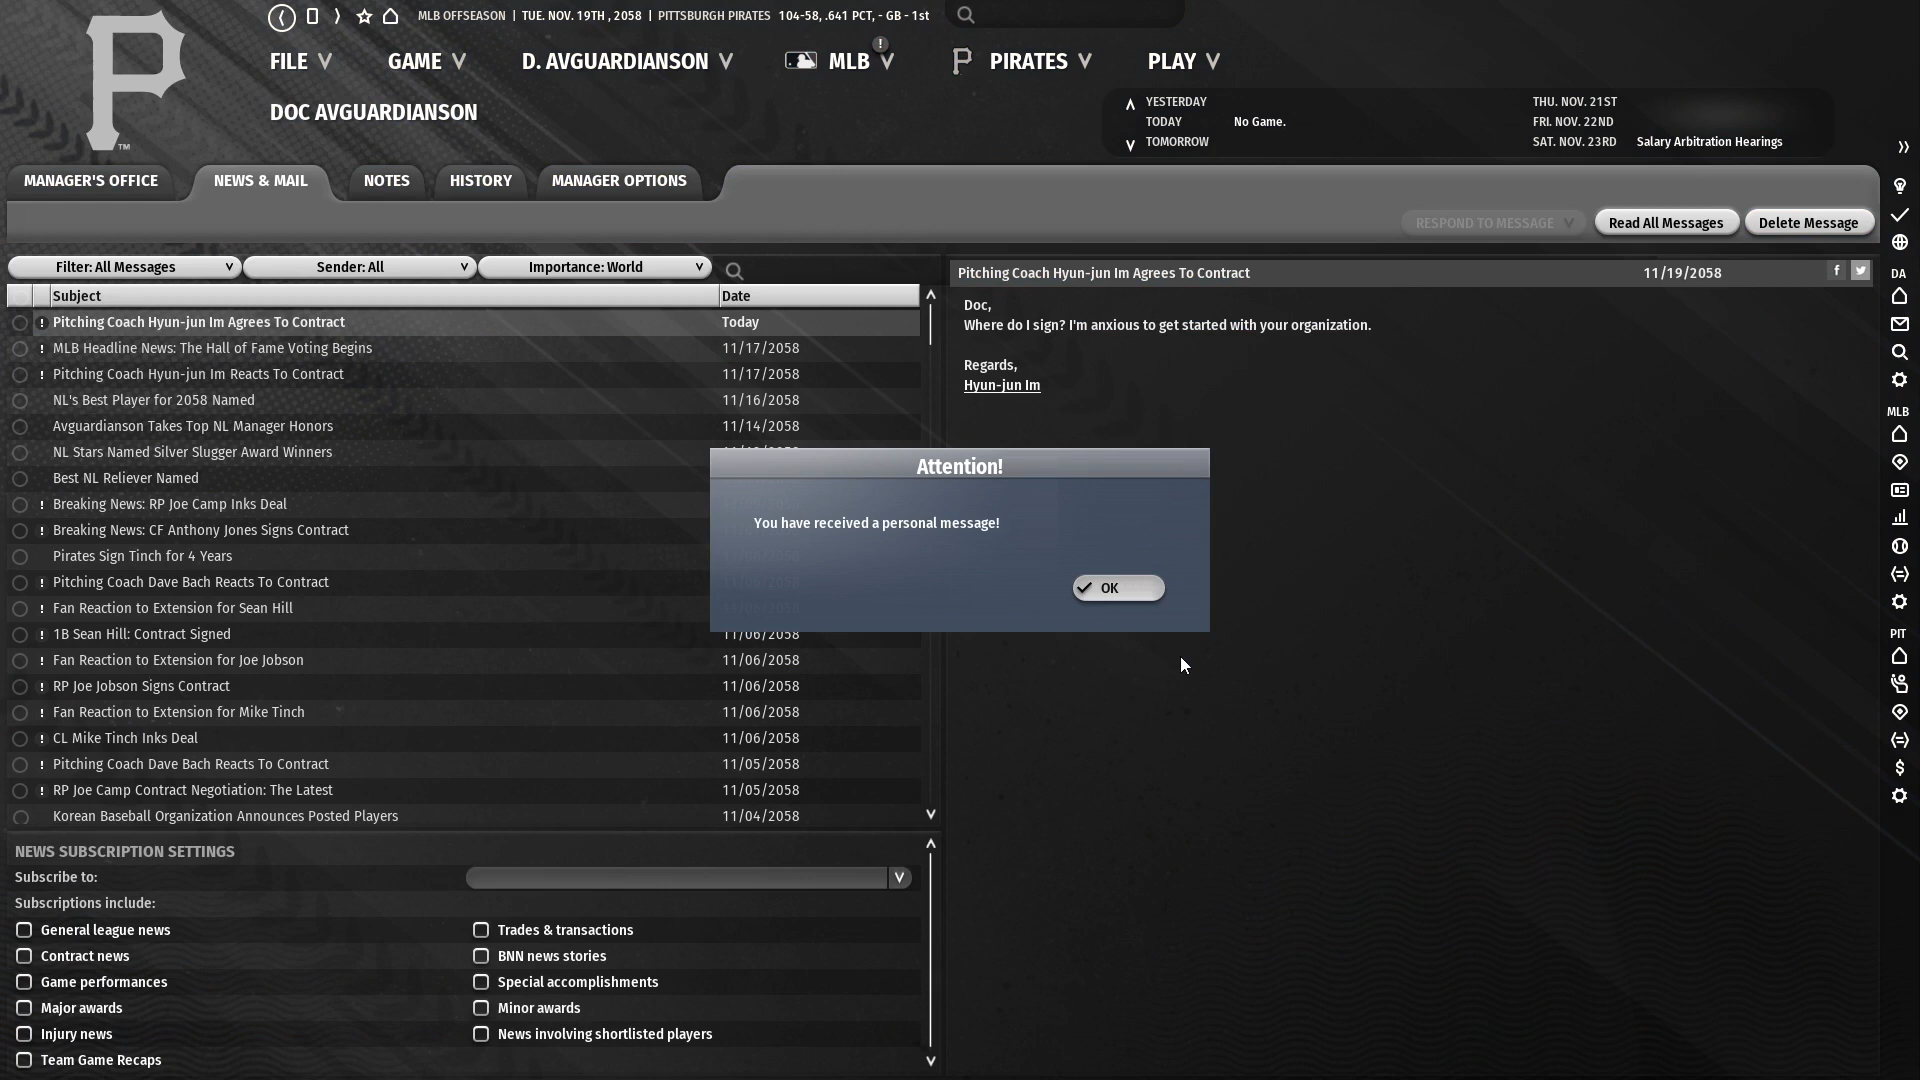 MLB OFFSEASON | TUE. NOV. 19TH , 2058 | PITTSBURGH PIRATES 104-58, .641 PCT, - GB - 1st
FILE GAME D. AVGUARDIANSON MLB ! PIRATES PLAY
DOC AVGUARDIANSON
P
TM
YESTERDAY
TODAY No Game.
TOMORROW
THU. NOV. 21ST
FRI. NOV. 22ND
SAT. NOV. 23RD Salary Arbitration Hearings
MANAGER'S OFFICE NEWS & MAIL NOTES HISTORY MANAGER OPTIONS
RESPOND TO MESSAGE Read All Messages Delete Message
Filter: All Messages Sender: All Importance: World
Subject Date
! Pitching Coach Hyun-jun Im Agrees To Contract Today
! MLB Headline News: The Hall of Fame Voting Begins 11/17/2058
! Pitching Coach Hyun-jun Im Reacts To Contract 11/17/2058
NL's Best Player for 2058 Named 11/16/2058
Avguardianson Takes Top NL Manager Honors 11/14/2058
NL Stars Named Silver Slugger Award Winners
Best NL Reliever Named
! Breaking News: RP Joe Camp Inks Deal
! Breaking News: CF Anthony Jones Signs Contract
Pirates Sign Tinch for 4 Years
! Pitching Coach Dave Bach Reacts To Contract
! Fan Reaction to Extension for Sean Hill
! 1B Sean Hill: Contract Signed 11/06/2058
! Fan Reaction to Extension for Joe Jobson 11/06/2058
! RP Joe Jobson Signs Contract 11/06/2058
! Fan Reaction to Extension for Mike Tinch 11/06/2058
! CL Mike Tinch Inks Deal 11/06/2058
! Pitching Coach Dave Bach Reacts To Contract 11/05/2058
! RP Joe Camp Contract Negotiation: The Latest 11/05/2058
Korean Baseball Organization Announces Posted Players 11/04/2058
Pitching Coach Hyun-jun Im Agrees To Contract 11/19/2058
Doc,
Where do I sign? I'm anxious to get started with your organization.
Regards,
Hyun-jun Im
Attention!
You have received a personal message!
OK
NEWS SUBSCRIPTION SETTINGS
Subscribe to:
Subscriptions include:
General league news Trades & transactions
Contract news BNN news stories
Game performances Special accomplishments
Major awards Minor awards
Injury news News involving shortlisted players
Team Game Recaps
DA
MLB
PIT